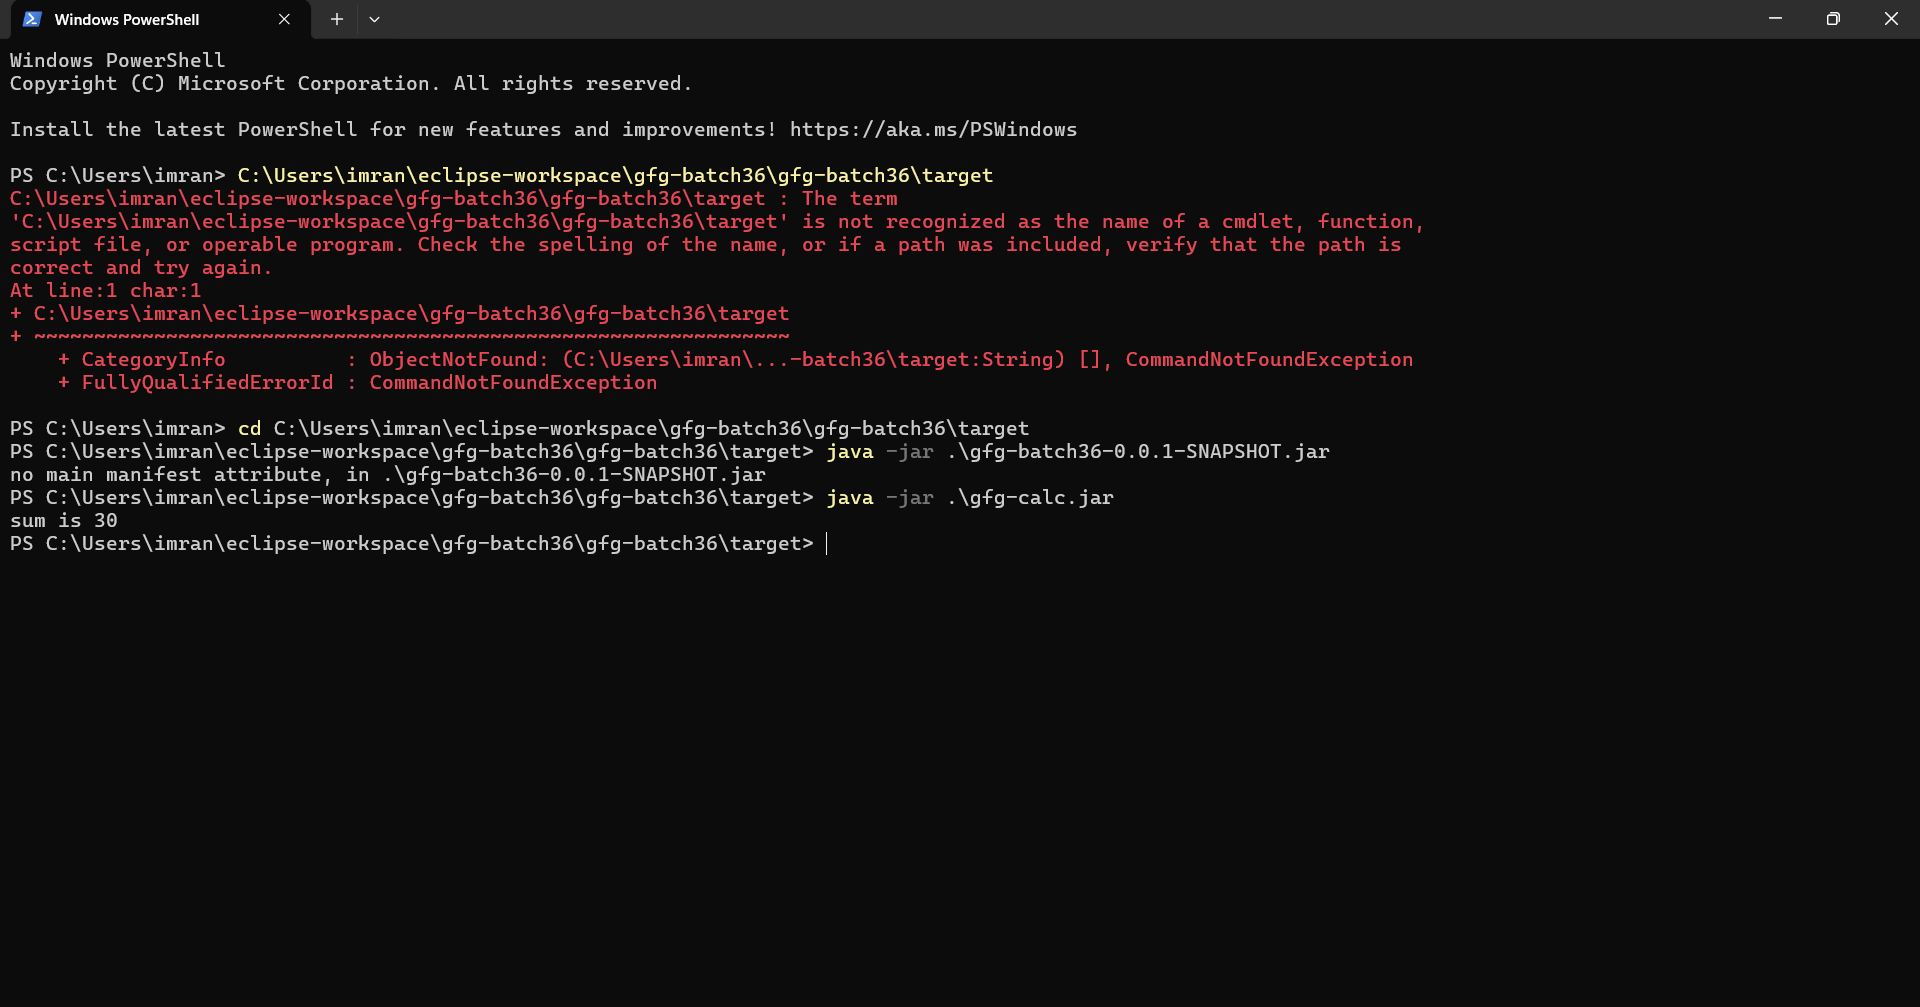 Windows PowerShell
Windows PowerShell
Copyright (C) Microsoft Corporation. All rights reserved.
Install the latest PowerShell for new features and improvements! https://aka.ms/PSWindows
PS C:\Users\imran> C:\Users\imran\eclipse-workspace\gfg-batch36\gfg-batch36\target
C:\Users\imran\eclipse-workspace\gfg-batch36\gfg-batch36\target : The term
'C:\Users\imran\eclipse-workspace\gfg-batch36\gfg-batch36\target' is not recognized as the name of a cmdlet, function,
script file, or operable program. Check the spelling of the name, or if a path was included, verify that the path is
correct and try again.
At line:1 char:1
+ C:\Users\imran\eclipse-workspace\gfg-batch36\gfg-batch36\target
+ ~~~~~~~~~~~~~~~~~~~~~~~~~~~~~~~~~~~~~~~~~~~~~~~~~~~~~~~~~~~~~~~
    + CategoryInfo          : ObjectNotFound: (C:\Users\imran\...-batch36\target:String) [], CommandNotFoundException
    + FullyQualifiedErrorId : CommandNotFoundException
PS C:\Users\imran> cd C:\Users\imran\eclipse-workspace\gfg-batch36\gfg-batch36\target
PS C:\Users\imran\eclipse-workspace\gfg-batch36\gfg-batch36\target> java -jar .\gfg-batch36-0.0.1-SNAPSHOT.jar
no main manifest attribute, in .\gfg-batch36-0.0.1-SNAPSHOT.jar
PS C:\Users\imran\eclipse-workspace\gfg-batch36\gfg-batch36\target> java -jar .\gfg-calc.jar
sum is 30
PS C:\Users\imran\eclipse-workspace\gfg-batch36\gfg-batch36\target>